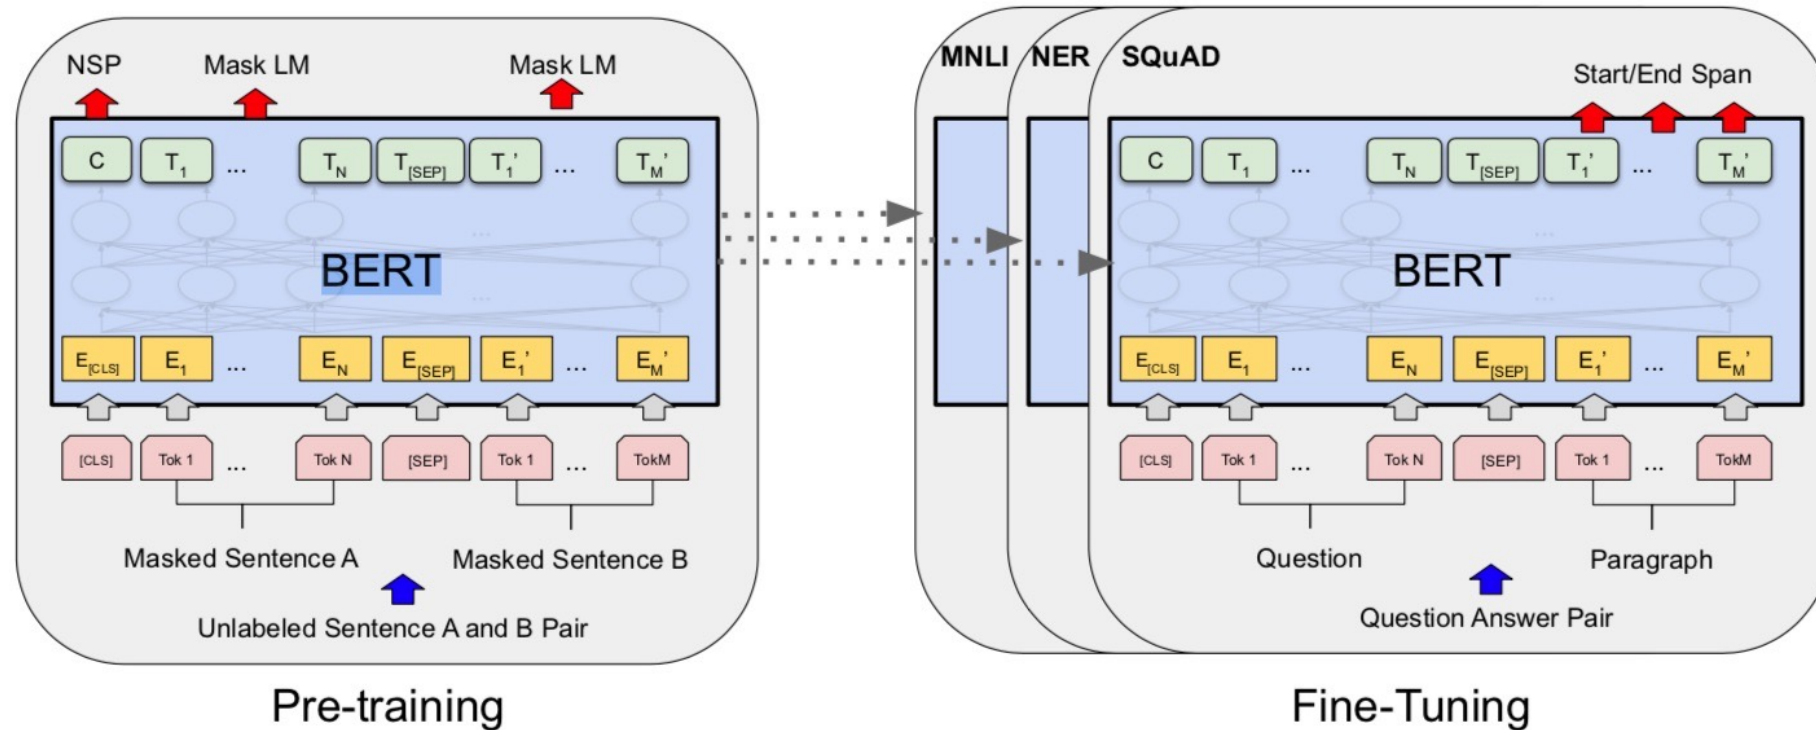 NSP Mask LM Mask LM
C T1 ... TN T[SEP] T1' ... TM'
...
BERT
...
E[CLS] E1 ... EN E[SEP] E1' ... EM'
[CLS] Tok 1 ... Tok N [SEP] Tok 1 ... TokM
Masked Sentence A Masked Sentence B
Unlabeled Sentence A and B Pair
Pre-training
MNLI NER SQuAD
Start/End Span
C T1 ... TN T[SEP] T1' ... TM'
...
BERT
...
E[CLS] E1 ... EN E[SEP] E1' ... EM'
[CLS] Tok 1 ... Tok N [SEP] Tok 1 ... TokM
Question Paragraph
Question Answer Pair
Fine-Tuning